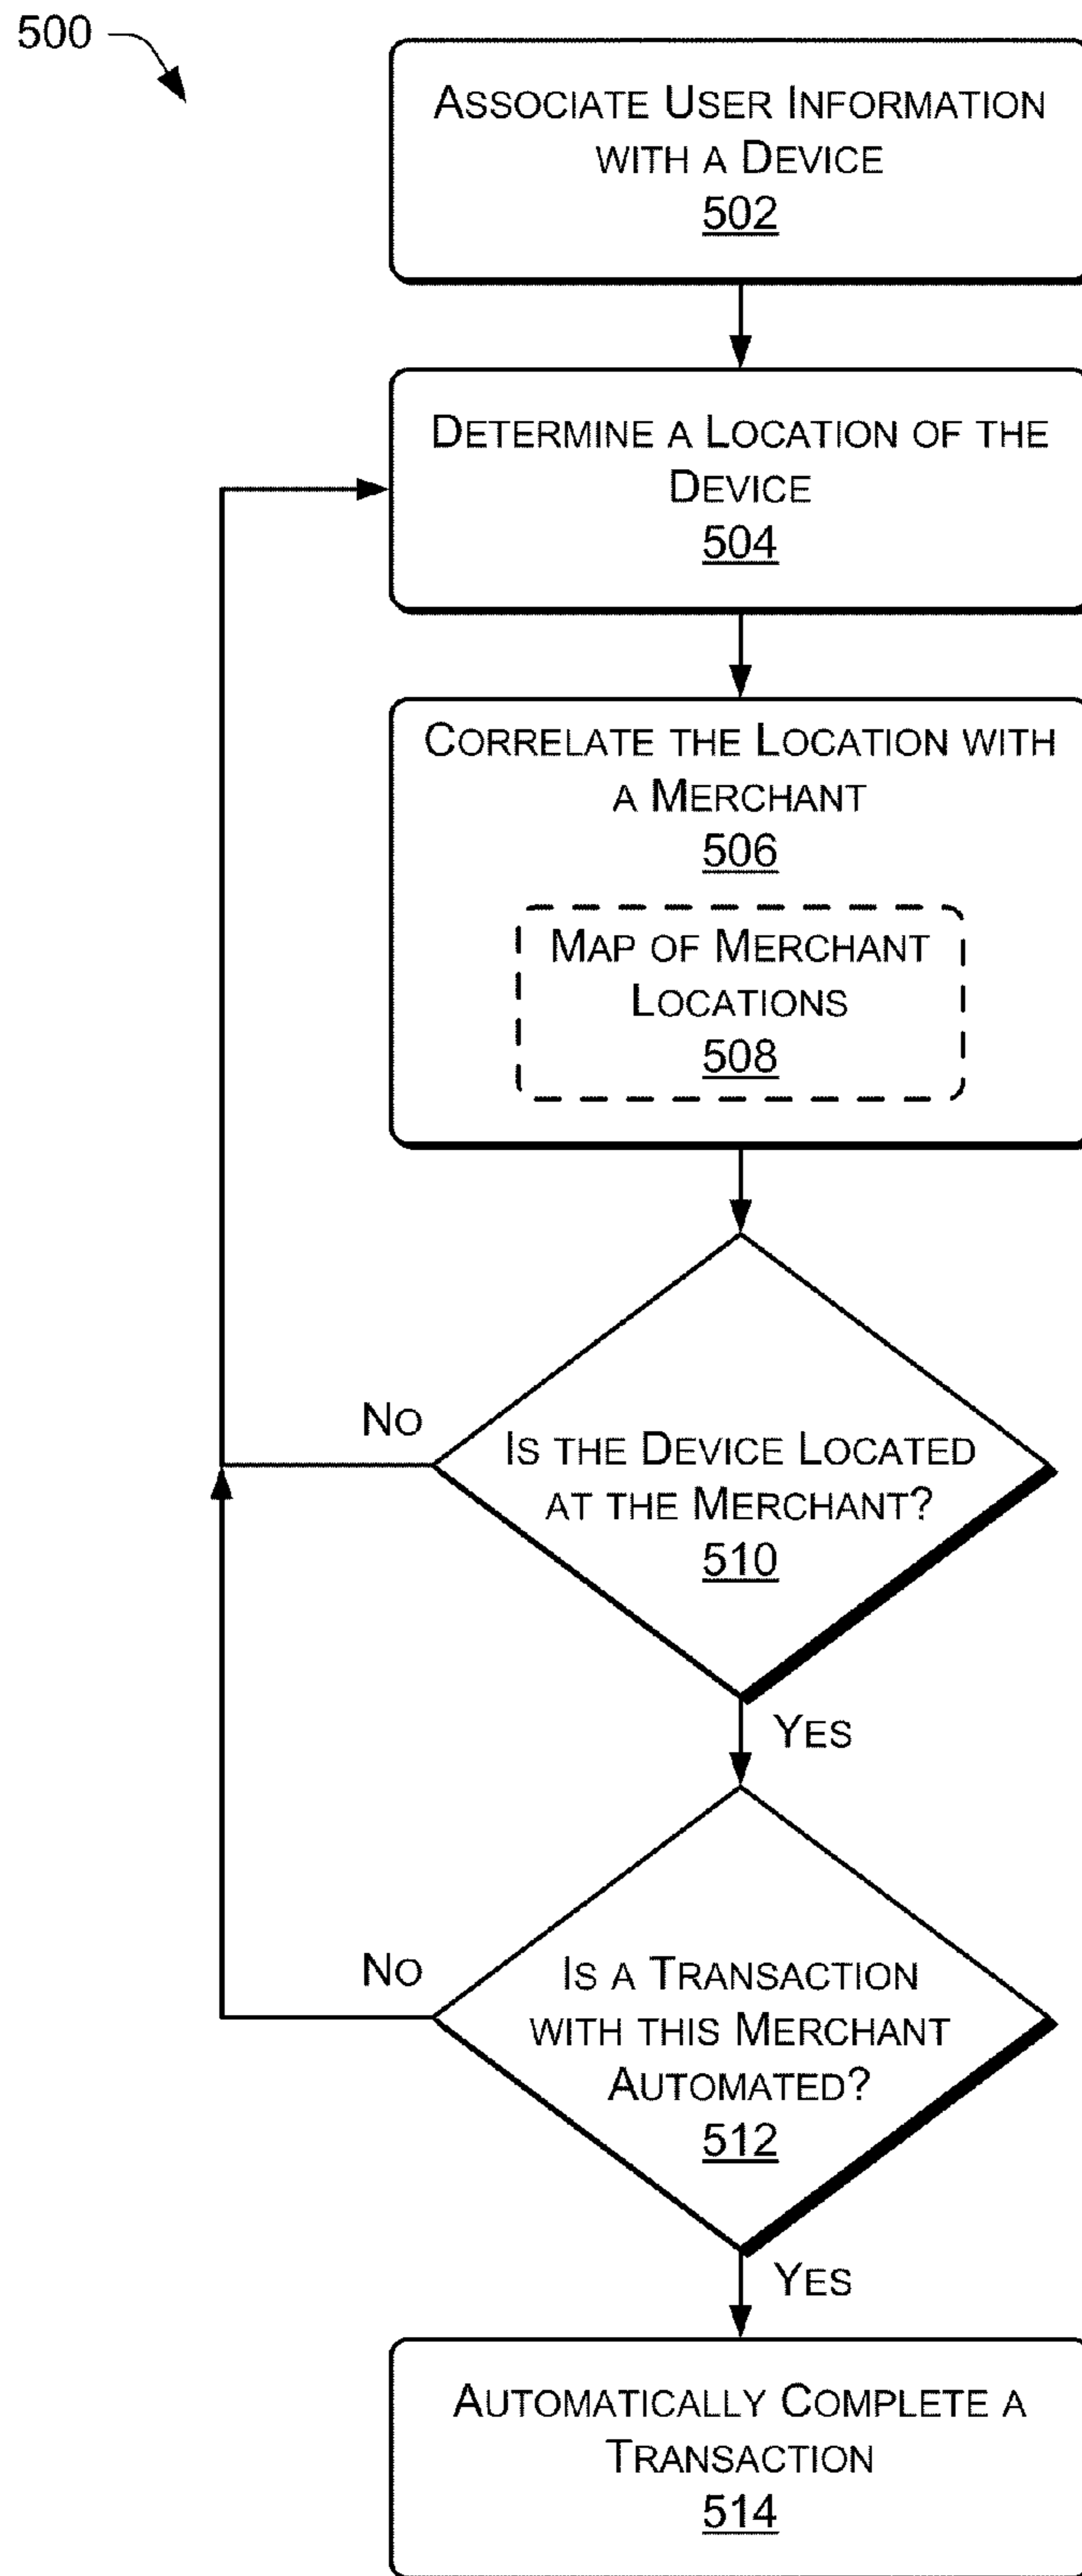 500
ASSOCIATE USER INFORMATION
WITH A DEVICE
502
DETERMINE A LOCATION OF THE
DEVICE
504
CORRELATE THE LOCATION WITH
A MERCHANT
506
MAP OF MERCHANT
LOCATIONS
508
NO
IS THE DEVICE LOCATED
AT THE MERCHANT?
510
YES
NO
IS A TRANSACTION
WITH THIS MERCHANT
AUTOMATED?
512
YES
AUTOMATICALLY COMPLETE A
TRANSACTION
514